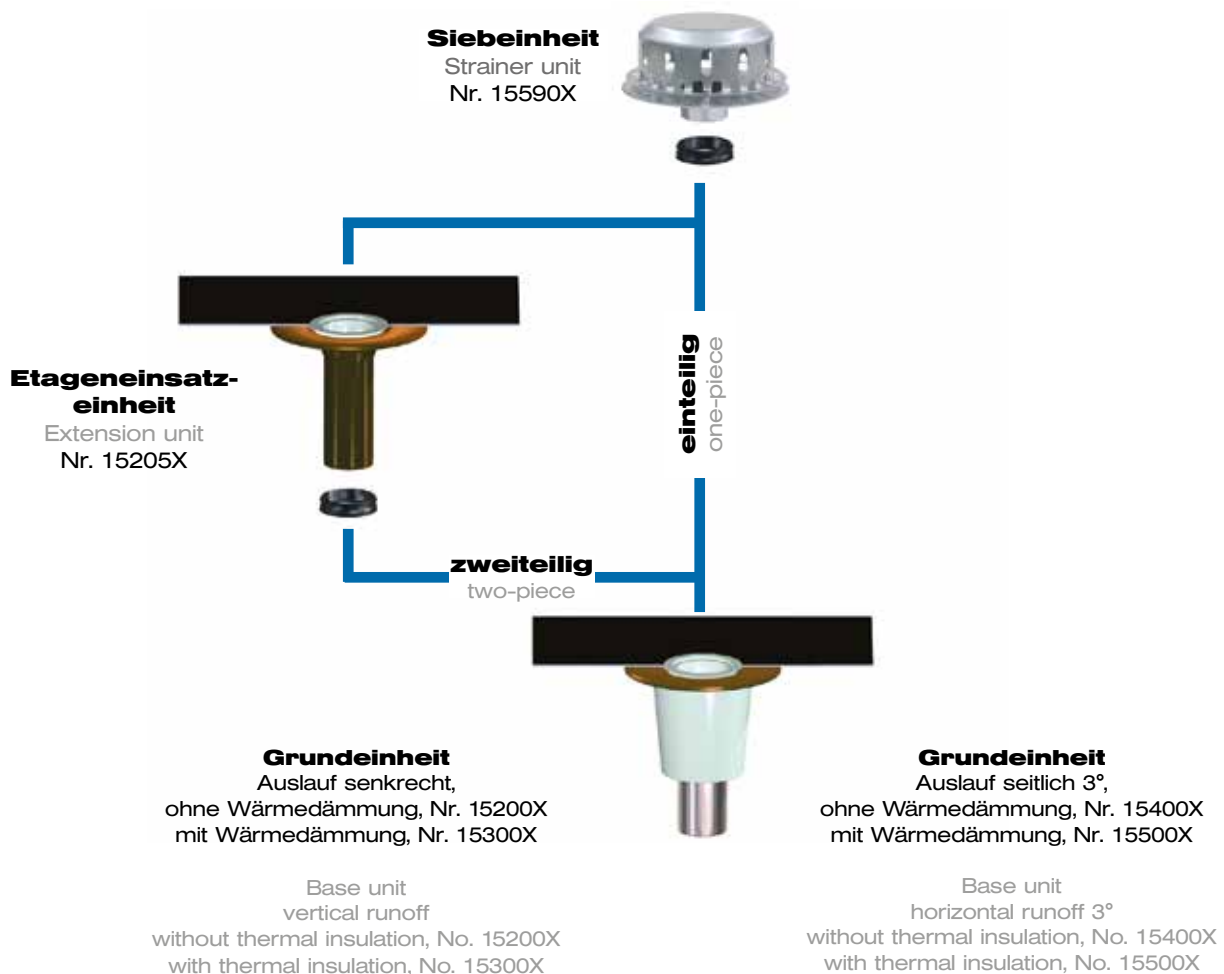 Siebeinheit
Strainer unit
Nr. 15590X
einteilig
one-piece
Etageneinsatz-
einheit
Extension unit
Nr. 15205X
zweiteilig
two-piece
Grundeinheit
Auslauf senkrecht,
ohne Wärmedämmung, Nr. 15200X
mit Wärmedämmung, Nr. 15300X
Base unit
vertical runoff
without thermal insulation, No. 15200X
with thermal insulation, No. 15300X
Grundeinheit
Auslauf seitlich 3°,
ohne Wärmedämmung, Nr. 15400X
mit Wärmedämmung, Nr. 15500X
Base unit
horizontal runoff 3°
without thermal insulation, No. 15400X
with thermal insulation, No. 15500X